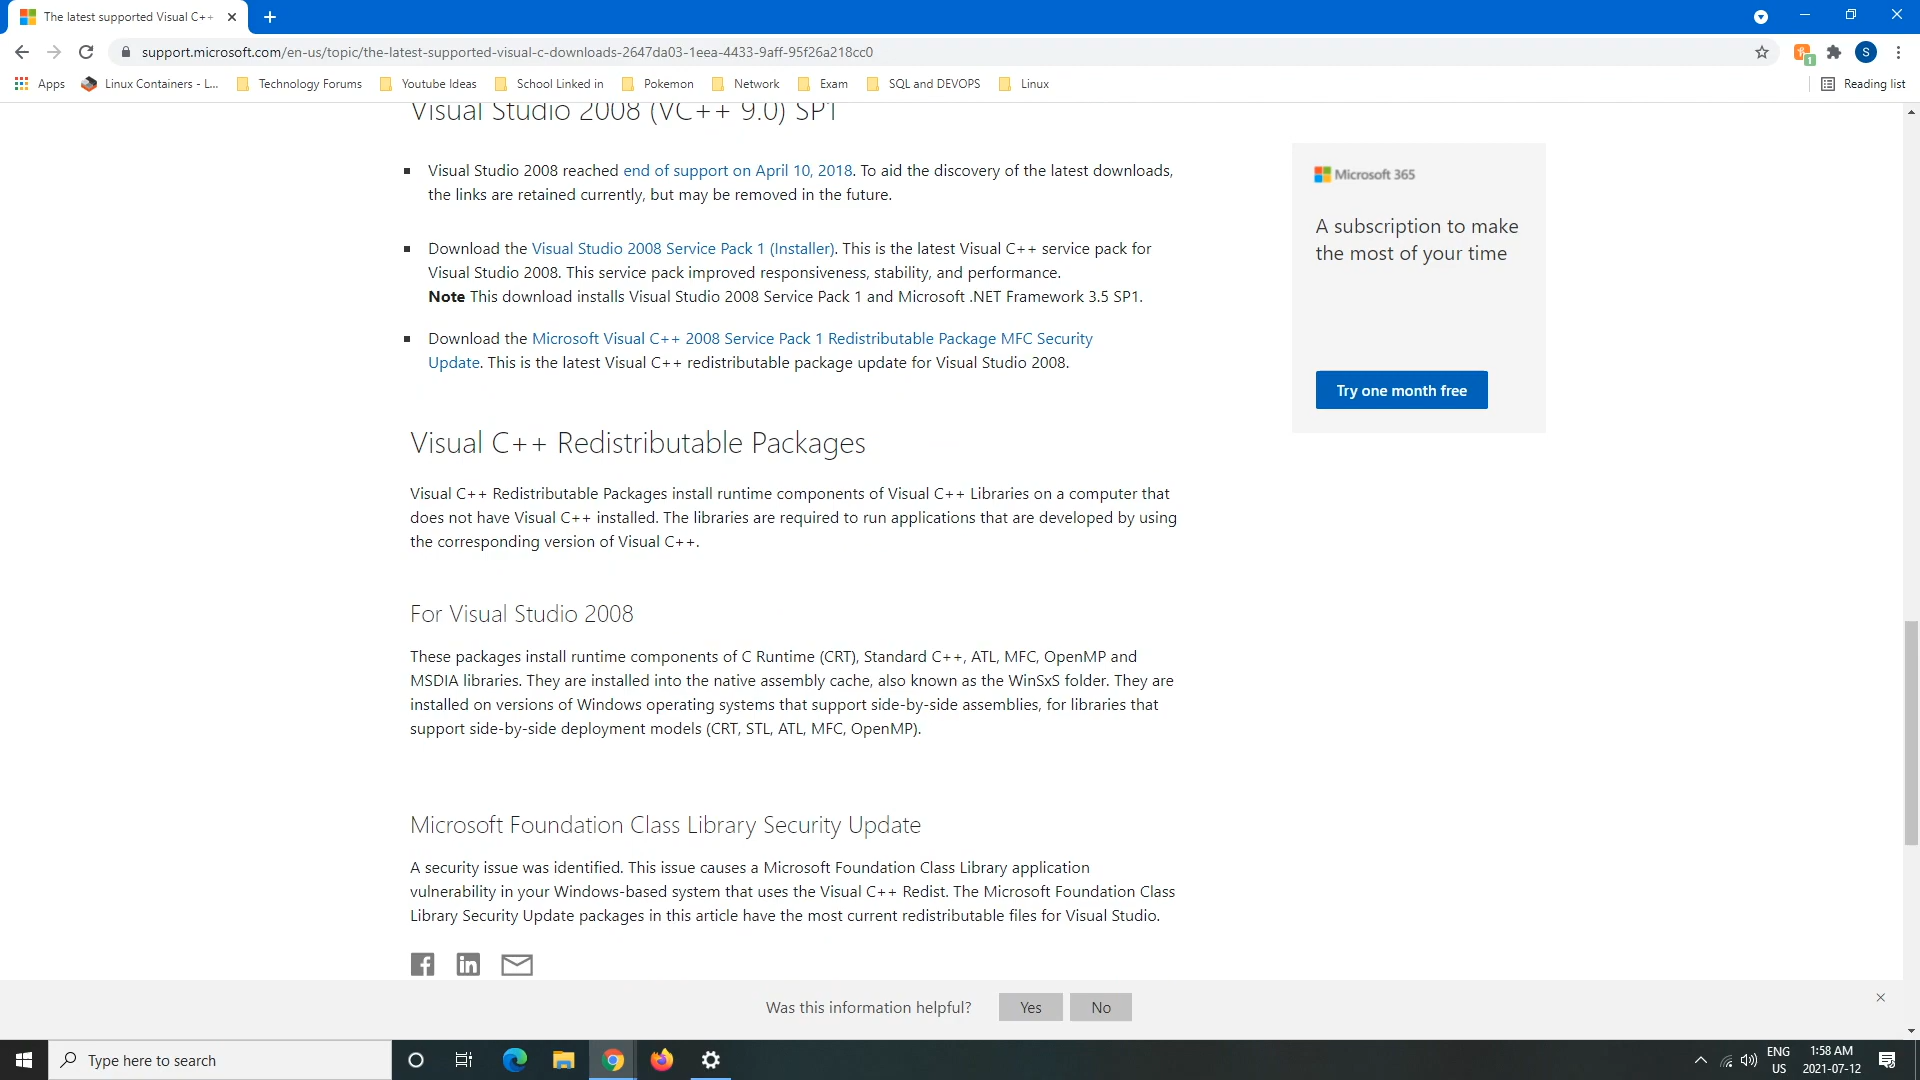 The latest supported Visual C++
support.microsoft.com/en-us/topic/the-latest-supported-visual-c-downloads-2647da03-1eea-4433-9aff-95f26a218cc0
1
S
Apps
Linux Containers - L...
Technology Forums
Youtube Ideas
School Linked in
Pokemon
Network
Exam
SQL and DEVOPS
Linux
Reading list
Visual Studio 2008 (VC++ 9.0) SP1
Visual Studio 2008 reached end of support on April 10, 2018. To aid the discovery of the latest downloads,
the links are retained currently, but may be removed in the future.
Download the Visual Studio 2008 Service Pack 1 (Installer). This is the latest Visual C++ service pack for
Visual Studio 2008. This service pack improved responsiveness, stability, and performance.
Note This download installs Visual Studio 2008 Service Pack 1 and Microsoft .NET Framework 3.5 SP1.
Download the Microsoft Visual C++ 2008 Service Pack 1 Redistributable Package MFC Security
Update. This is the latest Visual C++ redistributable package update for Visual Studio 2008.
Microsoft 365
A subscription to make
the most of your time
Try one month free
Visual C++ Redistributable Packages
Visual C++ Redistributable Packages install runtime components of Visual C++ Libraries on a computer that
does not have Visual C++ installed. The libraries are required to run applications that are developed by using
the corresponding version of Visual C++.
For Visual Studio 2008
These packages install runtime components of C Runtime (CRT), Standard C++, ATL, MFC, OpenMP and
MSDIA libraries. They are installed into the native assembly cache, also known as the WinSxS folder. They are
installed on versions of Windows operating systems that support side-by-side assemblies, for libraries that
support side-by-side deployment models (CRT, STL, ATL, MFC, OpenMP).
Microsoft Foundation Class Library Security Update
A security issue was identified. This issue causes a Microsoft Foundation Class Library application
vulnerability in your Windows-based system that uses the Visual C++ Redist. The Microsoft Foundation Class
Library Security Update packages in this article have the most current redistributable files for Visual Studio.
Was this information helpful?
Yes
No
Type here to search
ENG
US
1:58 AM
2021-07-12